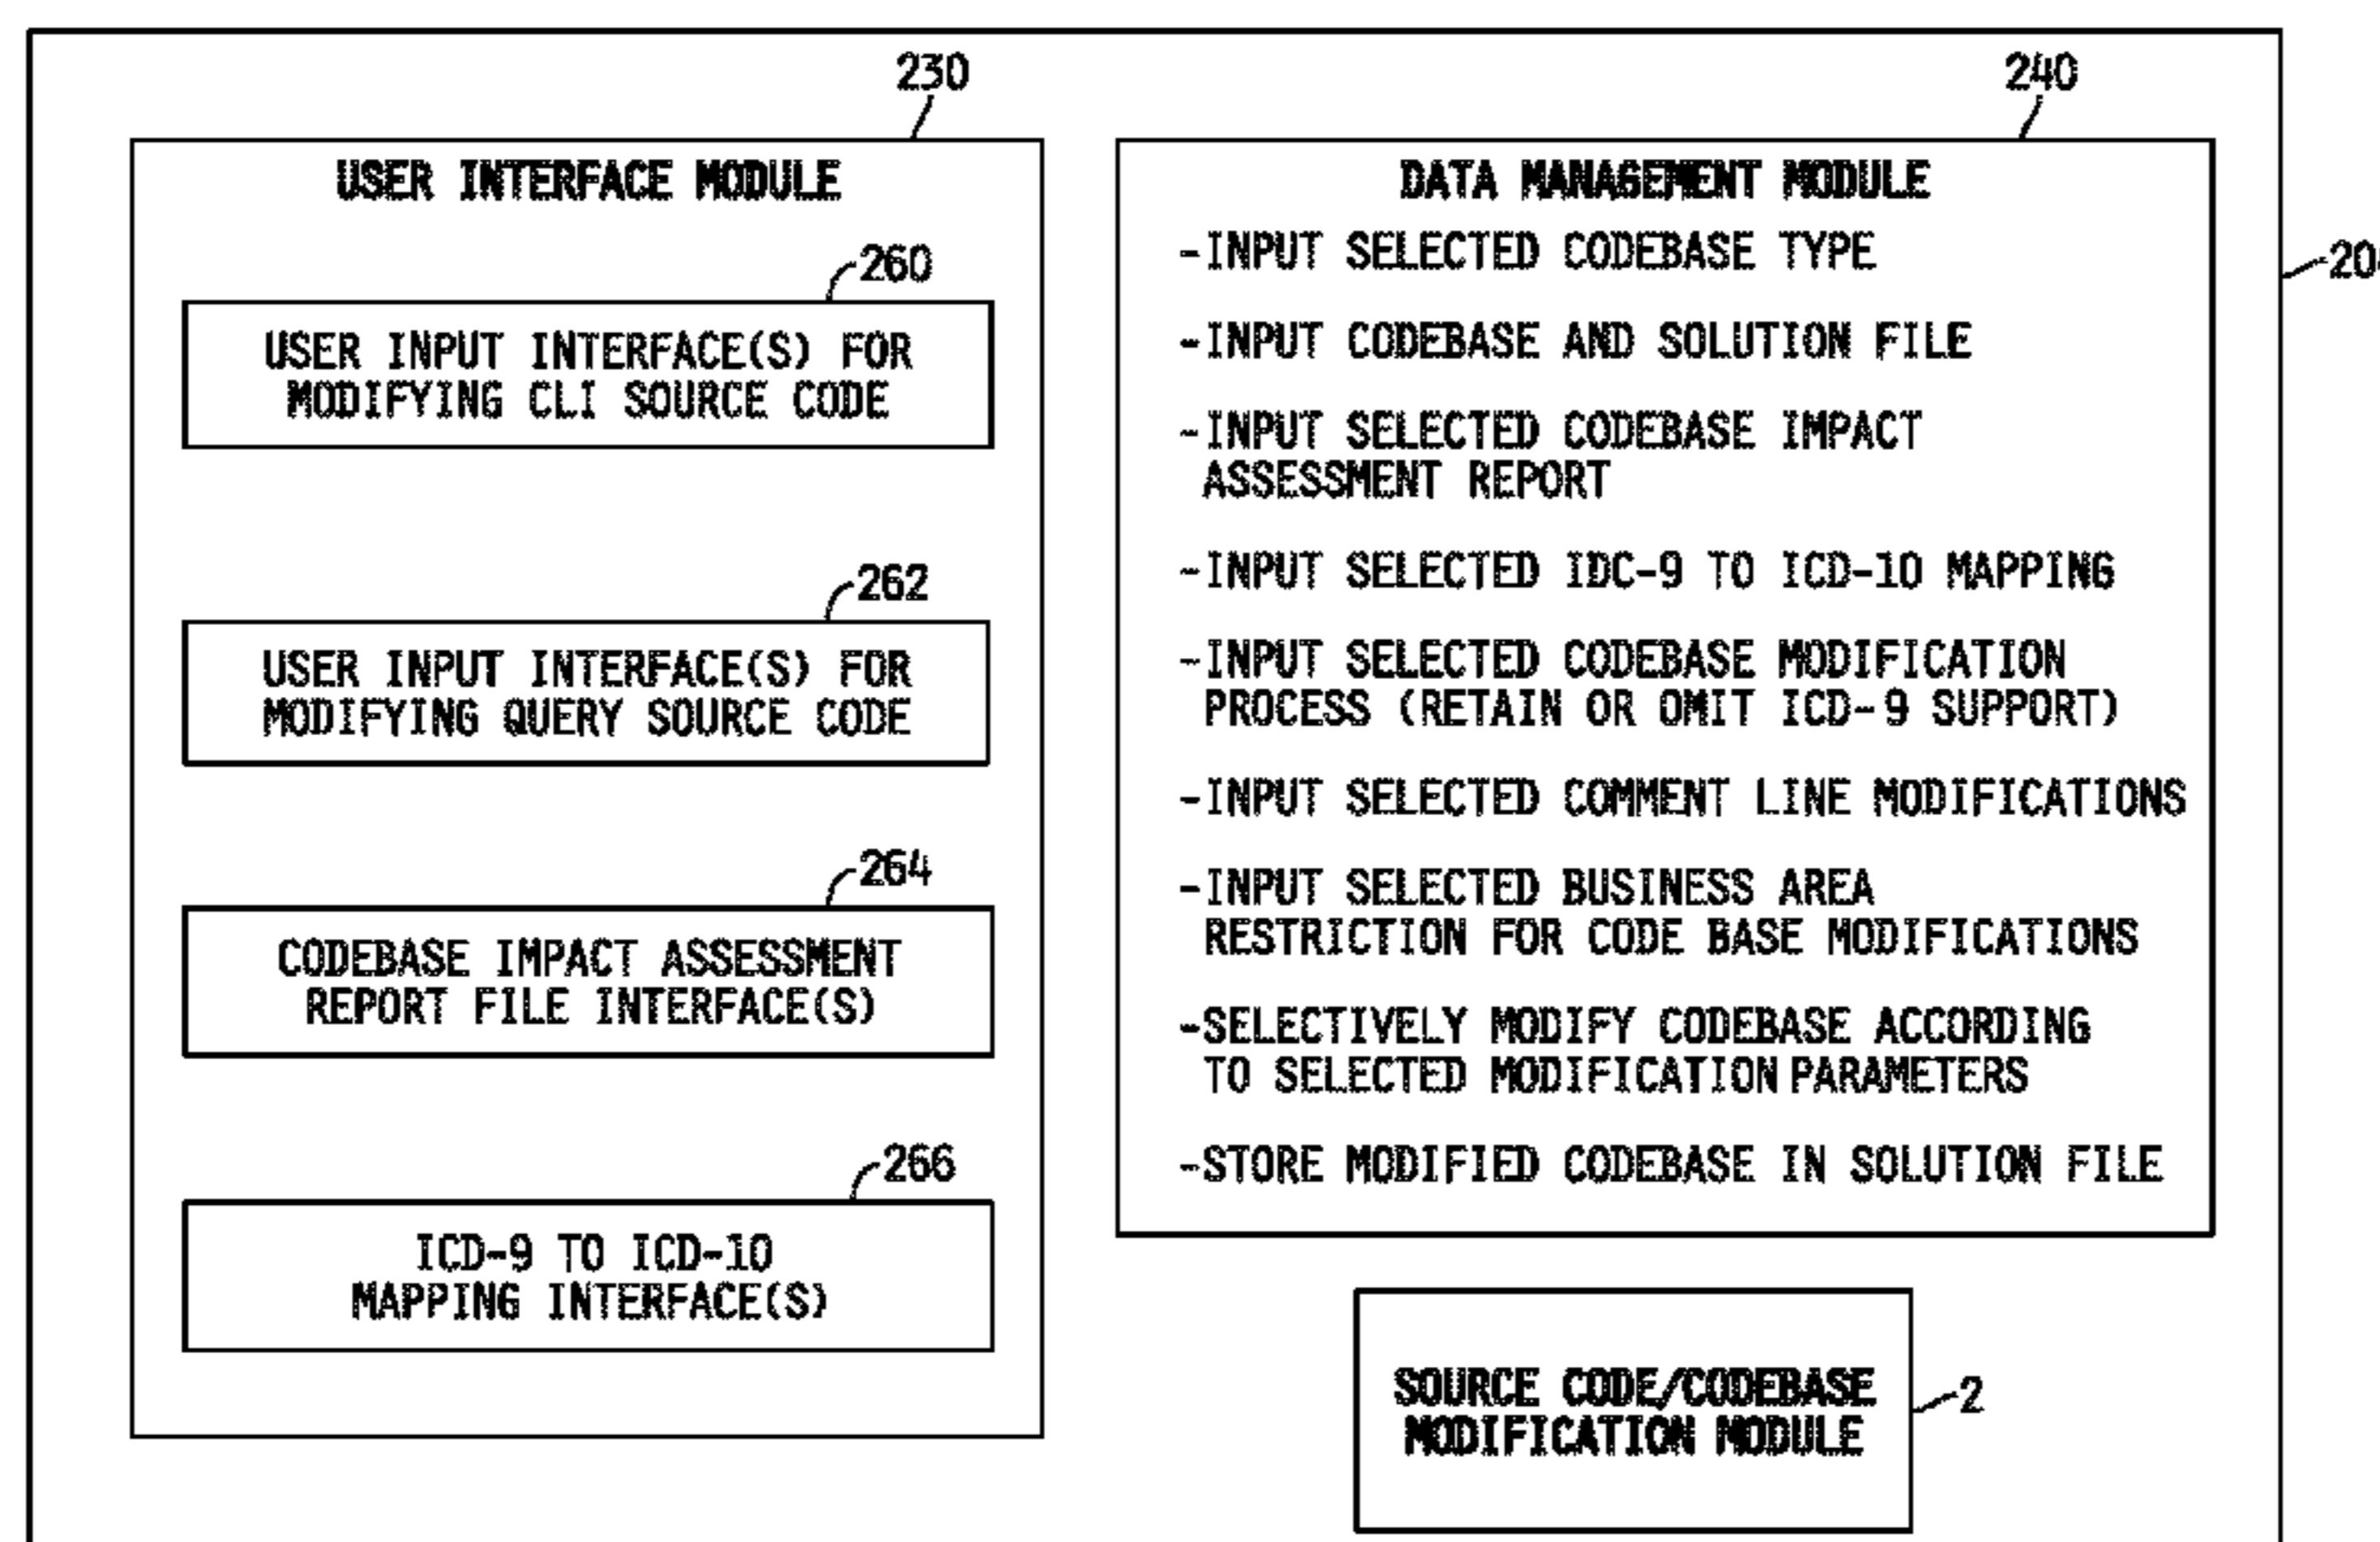 230
USER INTERFACE MODULE
260
USER INPUT INTERFACE(S) FOR
MODIFYING CLI SOURCE CODE
262
USER INPUT INTERFACE(S) FOR
MODIFYING QUERY SOURCE CODE
264
CODEBASE IMPACT ASSESSMENT
REPORT FILE INTERFACE(S)
266
ICD-9 TO ICD-10
MAPPING INTERFACE(S)
240
DATA MANAGEMENT MODULE
-INPUT SELECTED CODEBASE TYPE
-INPUT CODEBASE AND SOLUTION FILE
-INPUT SELECTED CODEBASE IMPACT
ASSESSMENT REPORT
-INPUT SELECTED IDC-9 TO ICD-10 MAPPING
-INPUT SELECTED CODEBASE MODIFICATION
PROCESS (RETAIN OR OMIT ICD-9 SUPPORT)
-INPUT SELECTED COMMENT LINE MODIFICATIONS
-INPUT SELECTED BUSINESS AREA
RESTRICTION FOR CODE BASE MODIFICATIONS
-SELECTIVELY MODIFY CODEBASE ACCORDING
TO SELECTED MODIFICATION PARAMETERS
-STORE MODIFIED CODEBASE IN SOLUTION FILE
SOURCE CODE/CODEBASE
MODIFICATION MODULE
2